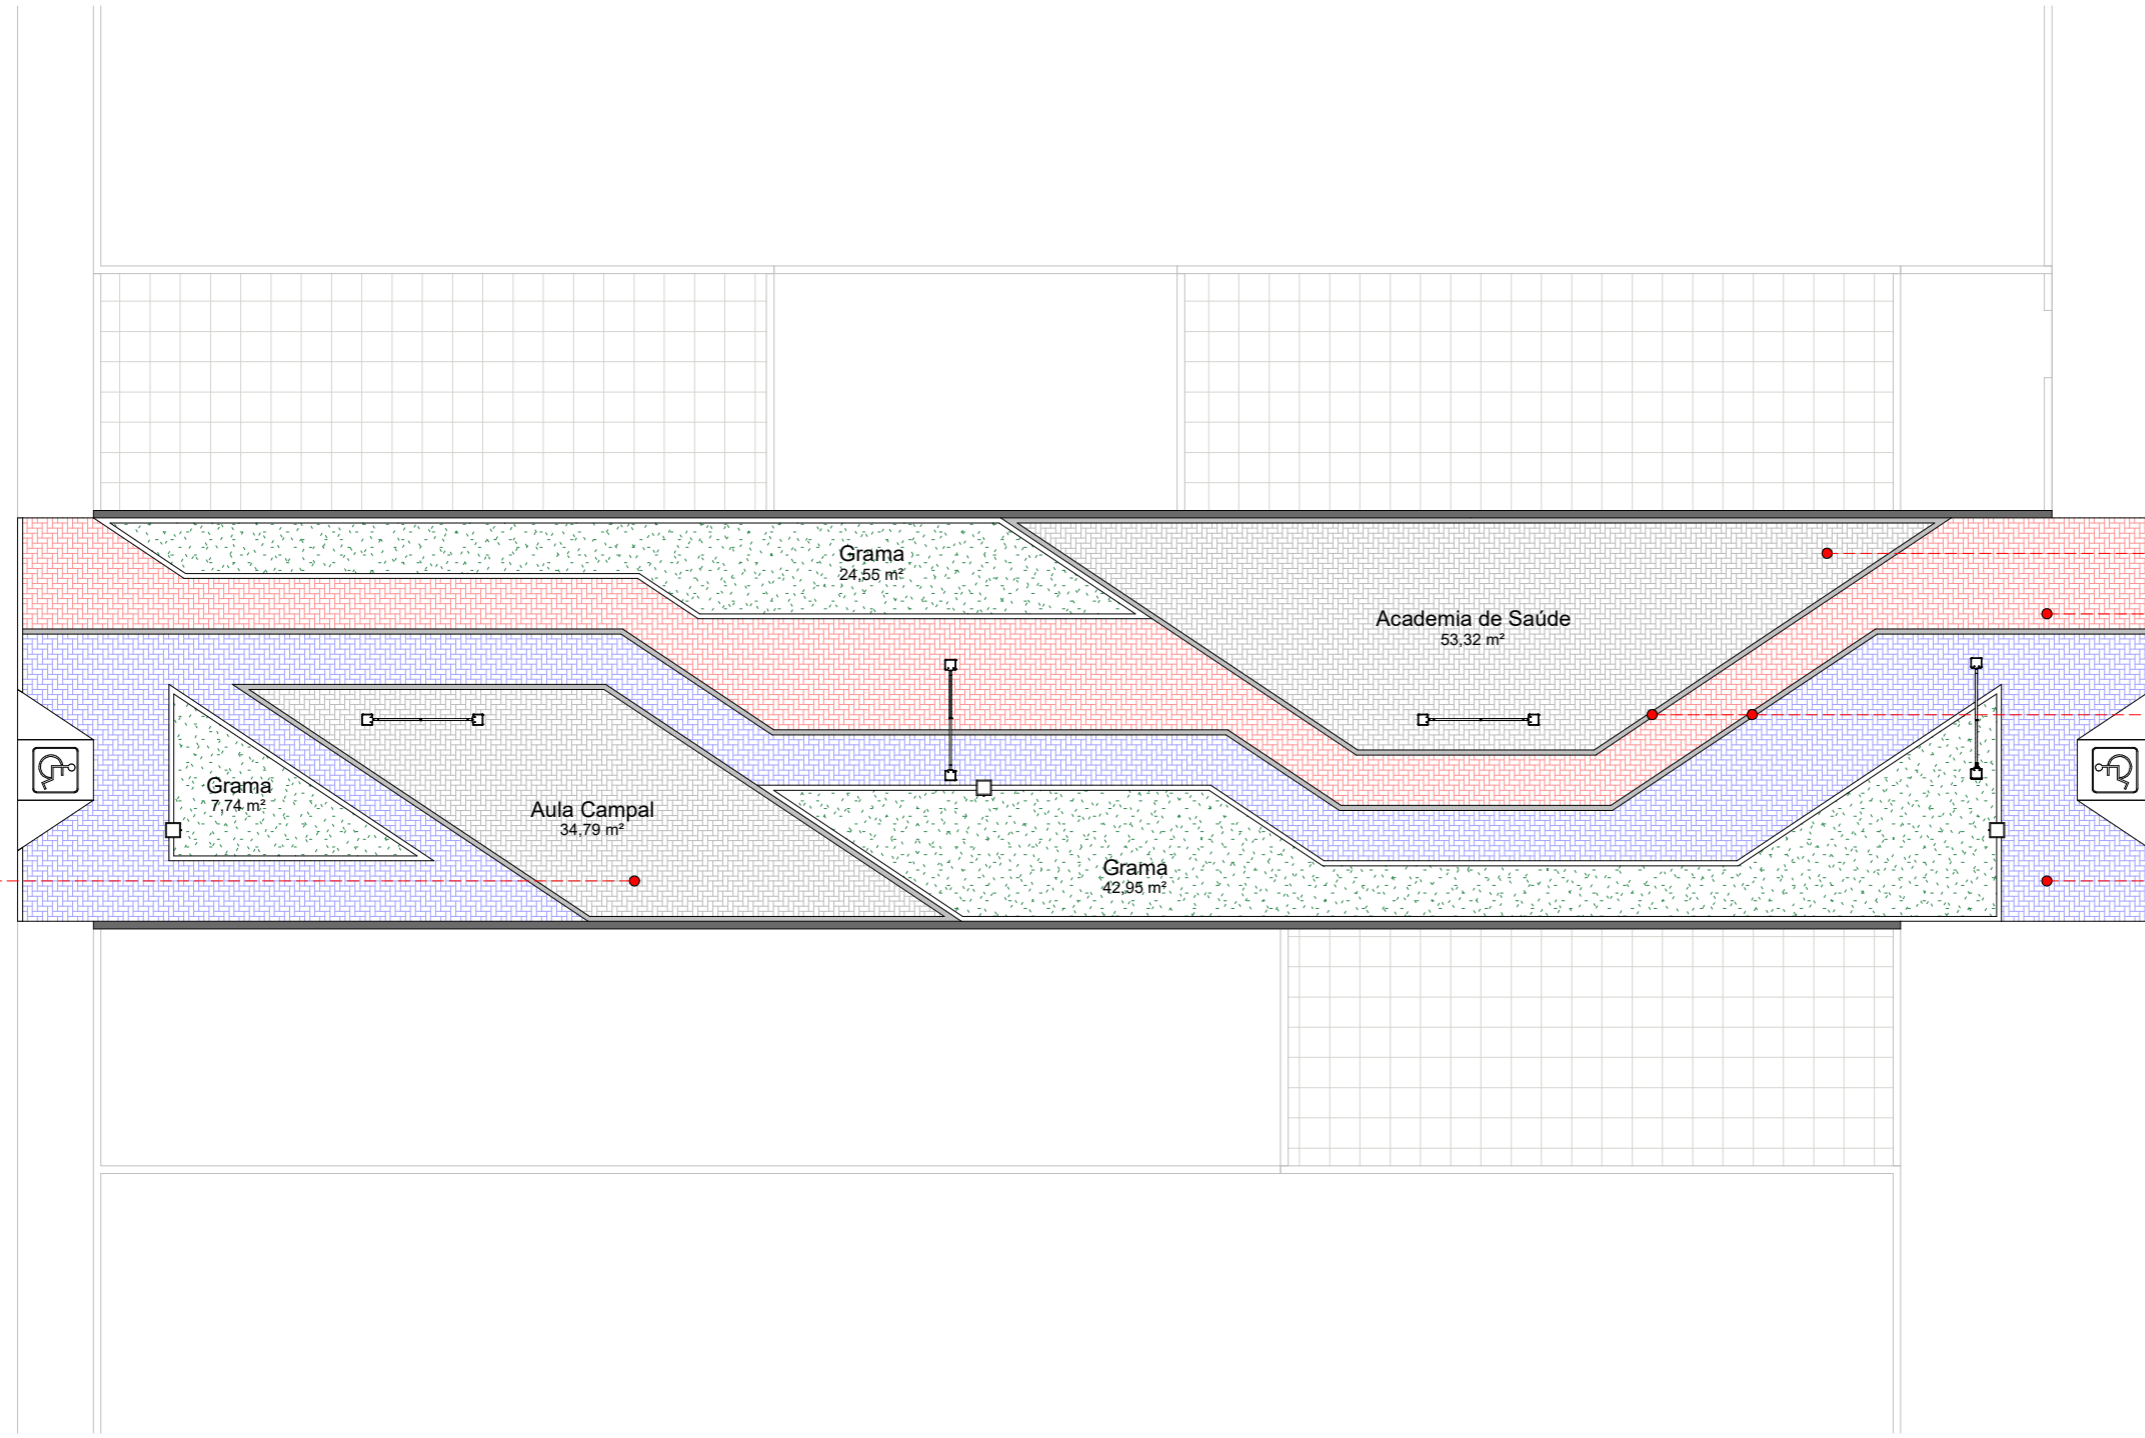 Grama
24,55 m²
Academia de Saúde
53,32 m²
Grama
7,74 m²
Aula Campal
34,79 m²
Grama
42,95 m²